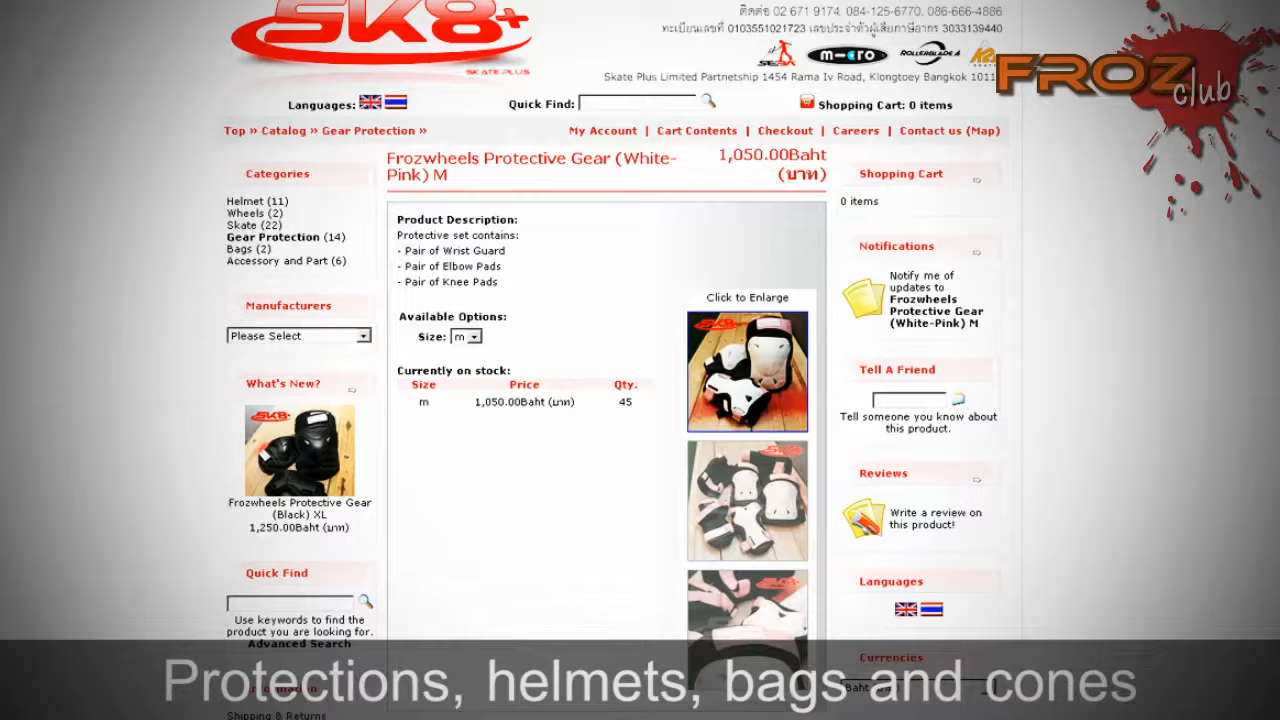 SK8+
SKATE PLUS
ติดต่อ 02 671 9174, 084-125-6770, 086-666-4886
ทะเบียนเลขที่ 0103551021723 เลขประจำตัวผู้เสียภาษีอากร 3033139440
SEBA
m-cro
ROLLERBLADE
K2
Skate Plus Limited Partnetship 1454 Rama Iv Road, Klongtoey Bangkok 1011
FROZ
club
Languages:
Quick Find:
Shopping Cart: 0 items
Top » Catalog » Gear Protection »
My Account | Cart Contents | Checkout | Careers | Contact us (Map)
Categories
Helmet (11)
Wheels (2)
Skate (22)
Gear Protection (14)
Bags (2)
Accessory and Part (6)
Manufacturers
Please Select
What's New?
SK8+
Frozwheels Protective Gear
(Black) XL
1,250.00Baht (บาท)
Quick Find
Use keywords to find the
product you are looking for.
Advanced Search
Shipping & Returns
Frozwheels Protective Gear (White-
Pink) M
1,050.00Baht
(บาท)
Product Description:
Protective set contains:
- Pair of Wrist Guard
- Pair of Elbow Pads
- Pair of Knee Pads
Available Options:
Size: m
Currently on stock:
Size Price Qty.
m 1,050.00Baht (บาท) 45
Click to Enlarge
SK8+
SK8+
SK8+
Shopping Cart
0 items
Notifications
Notify me of
updates to
Frozwheels
Protective Gear
(White-Pink) M
Tell A Friend
Tell someone you know about
this product.
Reviews
Write a review on
this product!
Languages
Currencies
Protections, helmets, bags and cones